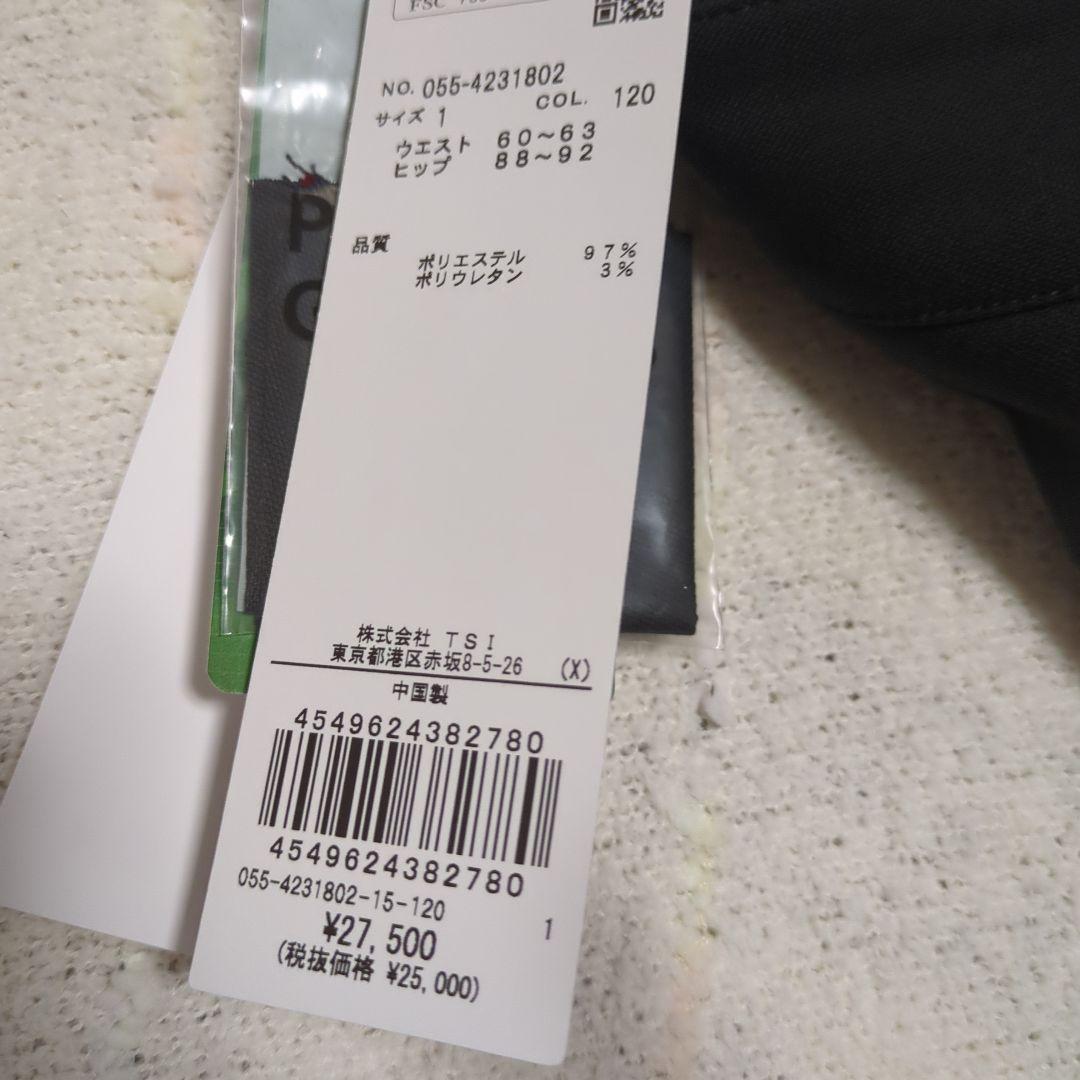 NO. 055-4231802
サイズ 1 COL. 120
ウエスト 60~63
ヒップ 88~92
品質
ポリエステル 97%
ポリウレタン 3%
株式会社 TSI
東京都港区赤坂8-5-26 (X)
中国製
4549624382780
4549624382780
055-4231802-15-120
1
¥27,500
(税抜価格 ¥25,000)
P
G